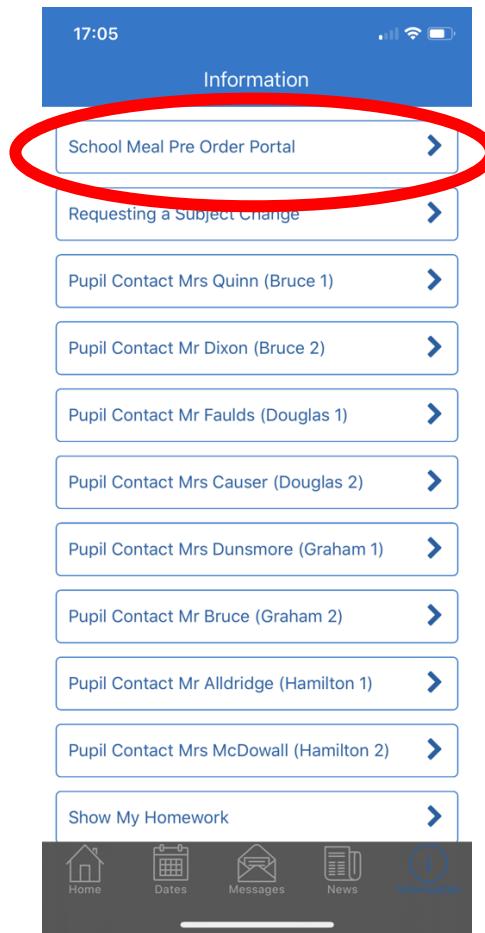 17:05
Information
School Meal Pre Order Portal
Requesting a Subject Change
Pupil Contact Mrs Quinn (Bruce 1)
Pupil Contact Mr Dixon (Bruce 2)
Pupil Contact Mr Faulds (Douglas 1)
Pupil Contact Mrs Causer (Douglas 2)
Pupil Contact Mrs Dunsmore (Graham 1)
Pupil Contact Mr Bruce (Graham 2)
Pupil Contact Mr Alldridge (Hamilton 1)
Pupil Contact Mrs McDowall (Hamilton 2)
Show My Homework
Home Dates Messages News Information